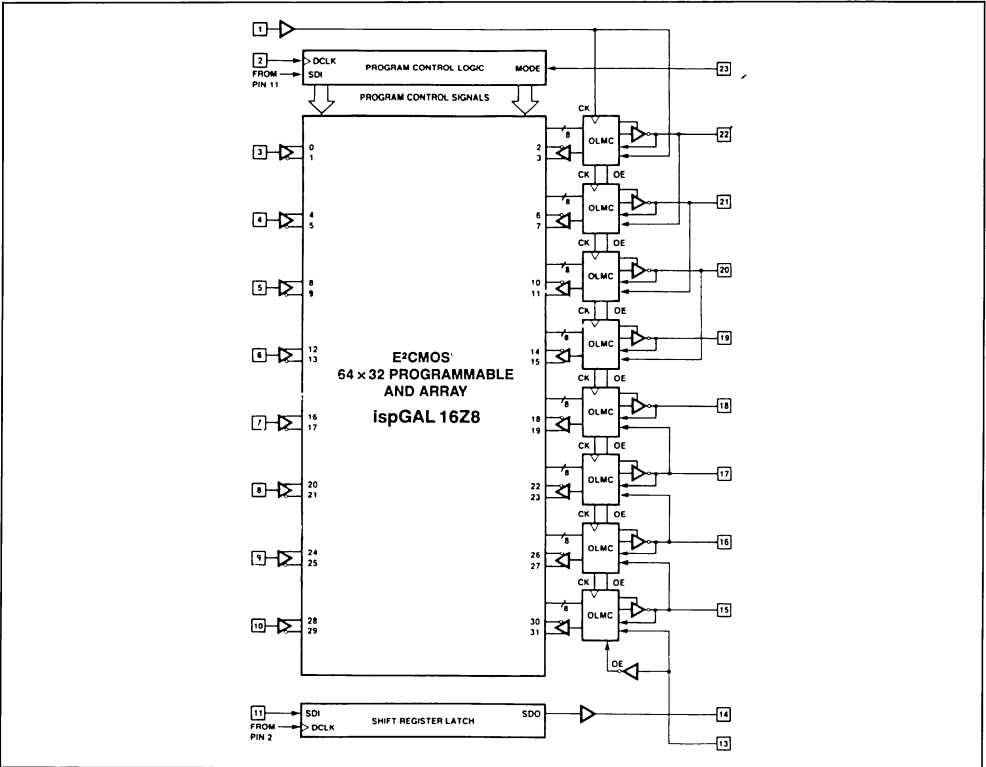 1
2
DCLK
PROGRAM CONTROL LOGIC
MODE
23
FROM
PIN 11
SDI
PROGRAM CONTROL SIGNALS
CK
8
OLMC
22
3
0
1
2
3
CK
OE
8
OLMC
21
4
4
5
6
7
CK
OE
8
OLMC
20
5
8
9
10
11
CK
OE
8
OLMC
19
6
12
13
14
15
E²CMOS
64 × 32 PROGRAMMABLE
AND ARRAY
ispGAL 16Z8
CK
OE
8
OLMC
18
7
16
17
18
19
CK
OE
8
OLMC
17
8
20
21
22
23
CK
OE
8
OLMC
16
9
24
25
26
27
CK
OE
8
OLMC
15
10
28
29
30
31
OE
11
SDI
SHIFT REGISTER LATCH
SDO
14
FROM
PIN 2
DCLK
13